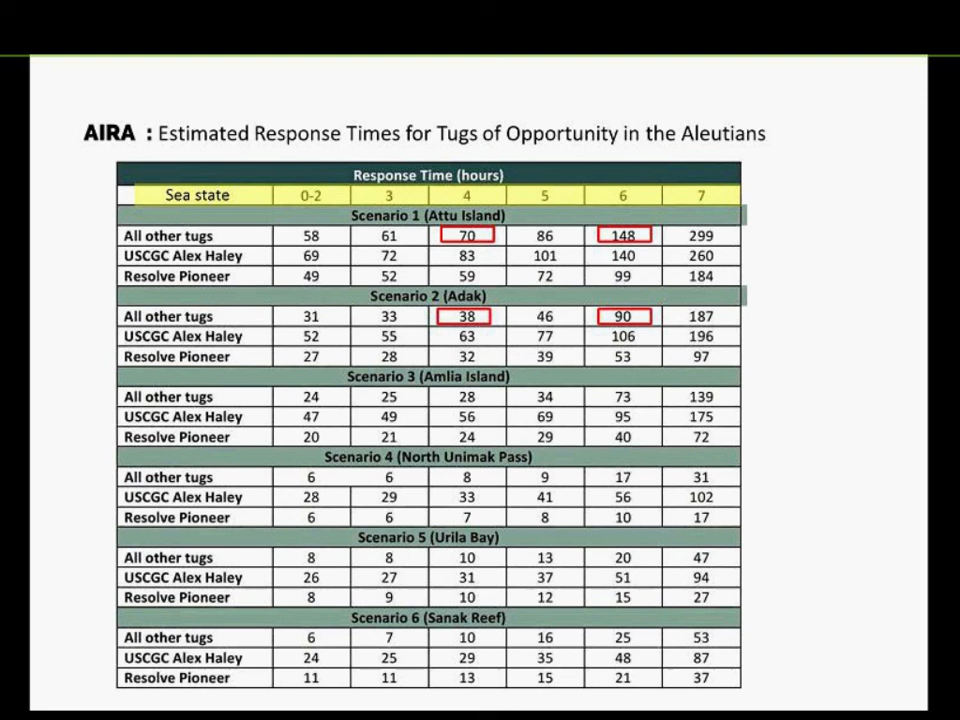 AIRA : Estimated Response Times for Tugs of Opportunity in the Aleutians
Response Time (hours)
Sea state 0-2 3 4 5 6 7
Scenario 1 (Attu Island)
All other tugs 58 61 70 86 148 299
USCGC Alex Haley 69 72 83 101 140 260
Resolve Pioneer 49 52 59 72 99 184
Scenario 2 (Adak)
All other tugs 31 33 38 46 90 187
USCGC Alex Haley 52 55 63 77 106 196
Resolve Pioneer 27 28 32 39 53 97
Scenario 3 (Amlia Island)
All other tugs 24 25 28 34 73 139
USCGC Alex Haley 47 49 56 69 95 175
Resolve Pioneer 20 21 24 29 40 72
Scenario 4 (North Unimak Pass)
All other tugs 6 6 8 9 17 31
USCGC Alex Haley 28 29 33 41 56 102
Resolve Pioneer 6 6 7 8 10 17
Scenario 5 (Urila Bay)
All other tugs 8 8 10 13 20 47
USCGC Alex Haley 26 27 31 37 51 94
Resolve Pioneer 8 9 10 12 15 27
Scenario 6 (Sanak Reef)
All other tugs 6 7 10 16 25 53
USCGC Alex Haley 24 25 29 35 48 87
Resolve Pioneer 11 11 13 15 21 37